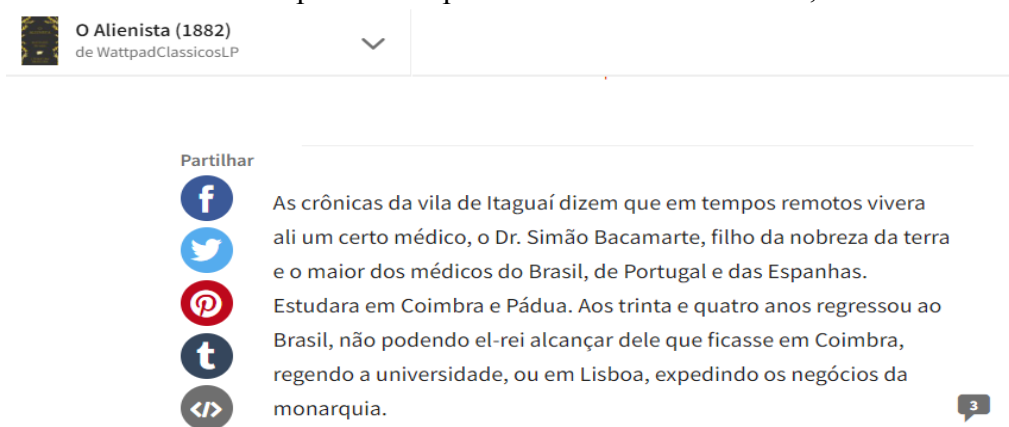 O Alienista (1882)
de WattpadClassicosLP
Partilhar
As crônicas da vila de Itaguaí dizem que em tempos remotos vivera
ali um certo médico, o Dr. Simão Bacamarte, filho da nobreza da terra
e o maior dos médicos do Brasil, de Portugal e das Espanhas.
Estudara em Coimbra e Pádua. Aos trinta e quatro anos regressou ao
Brasil, não podendo el-rei alcançar dele que ficasse em Coimbra,
regendo a universidade, ou em Lisboa, expedindo os negócios da
monarquia.
3